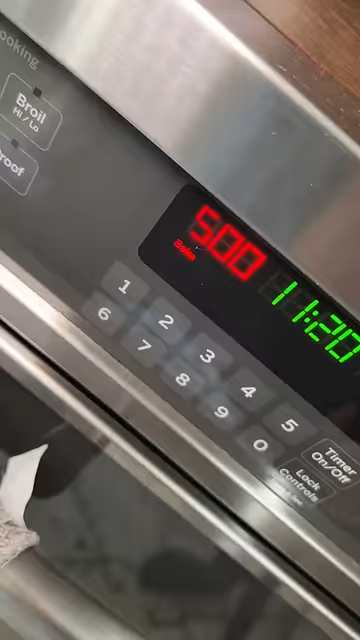 ooking
Broil
Hi / Lo
roof
500
Bake
11:20
1 2 3 4 5
6 7 8 9 0
Timer
On/Off
Lock
Controls